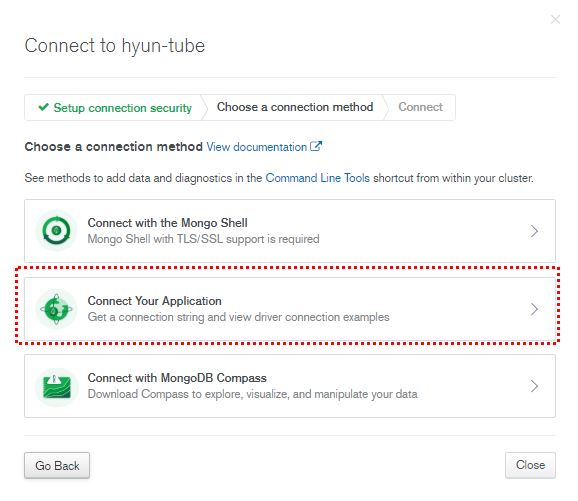 Connect to hyun-tube
Setup connection security
Choose a connection method
Connect
Choose a connection method View documentation
See methods to add data and diagnostics in the Command Line Tools shortcut from within your cluster.
Connect with the Mongo Shell
Mongo Shell with TLS/SSL support is required
Connect Your Application
Get a connection string and view driver connection examples
Connect with MongoDB Compass
Download Compass to explore, visualize, and manipulate your data
Go Back
Close